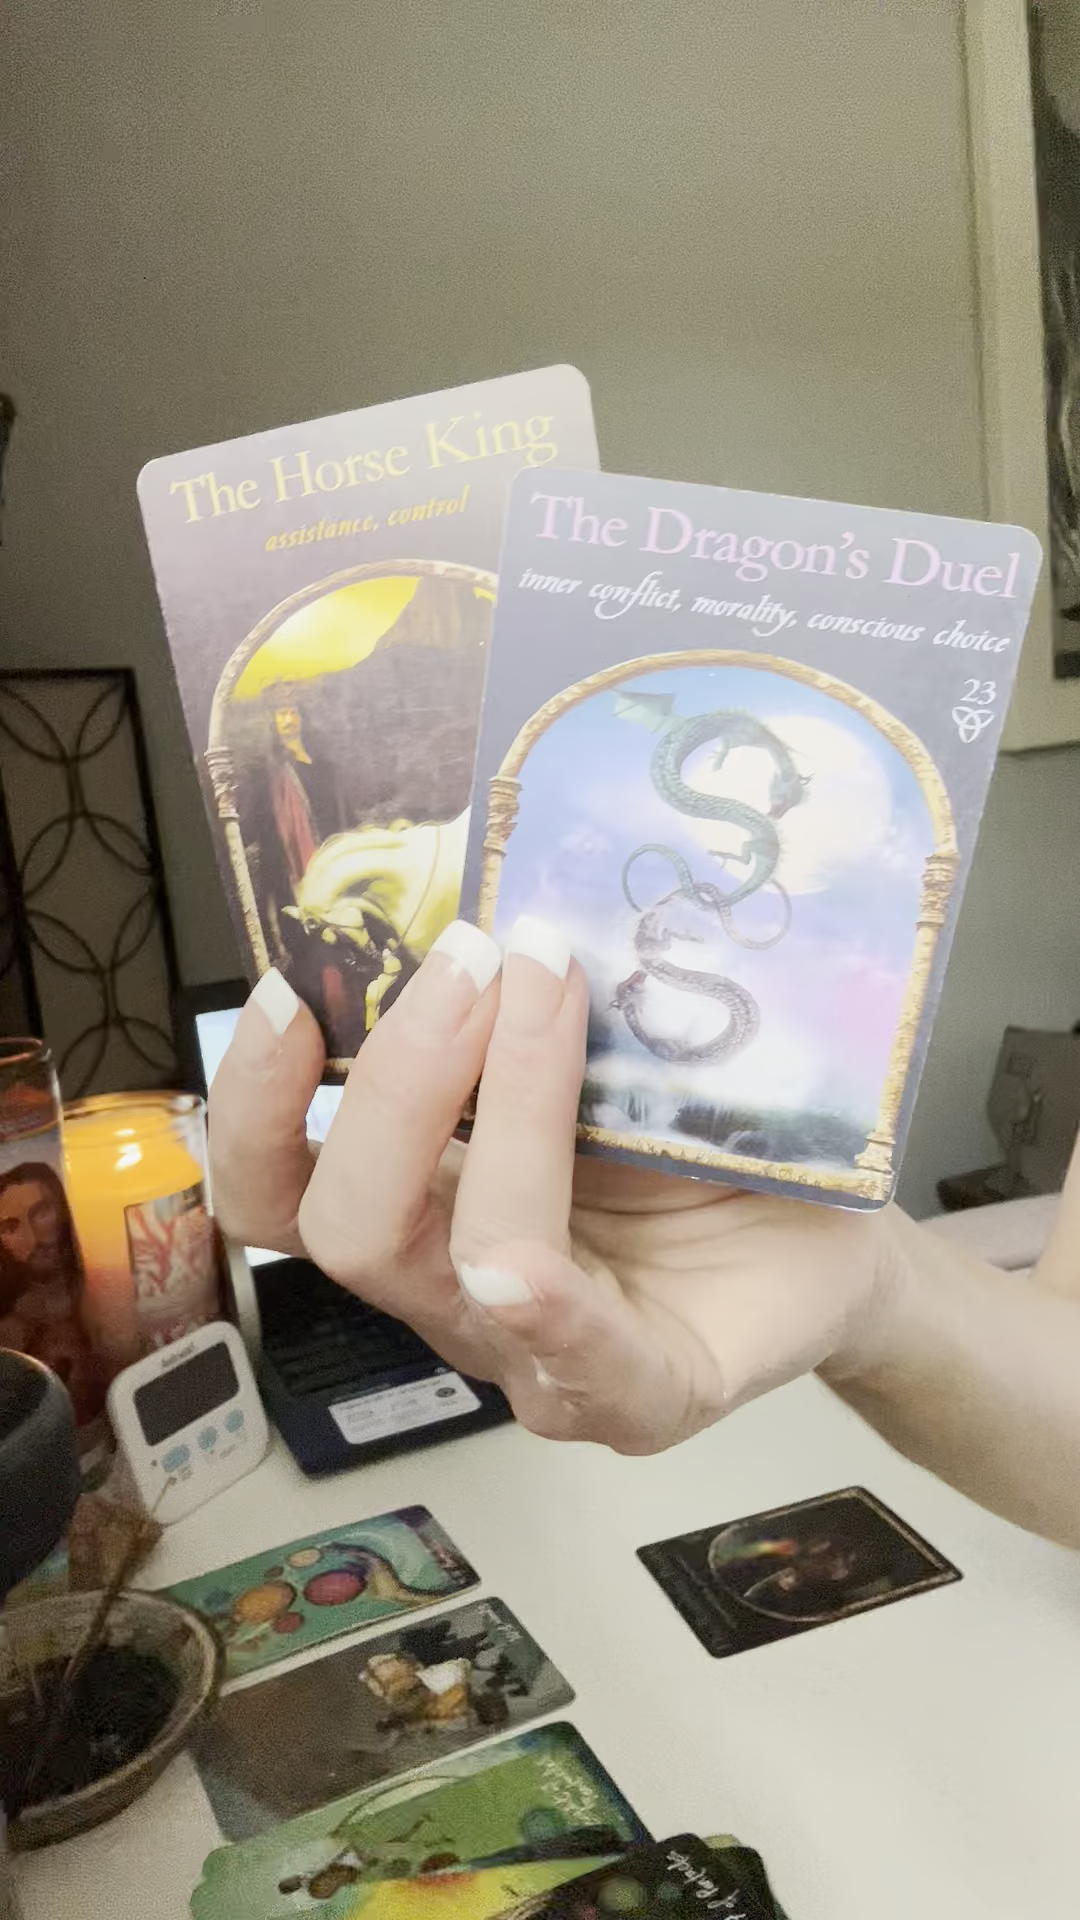 The Horse King
assistance, control
The Dragon's Duel
inner conflict, morality, conscious choice
23